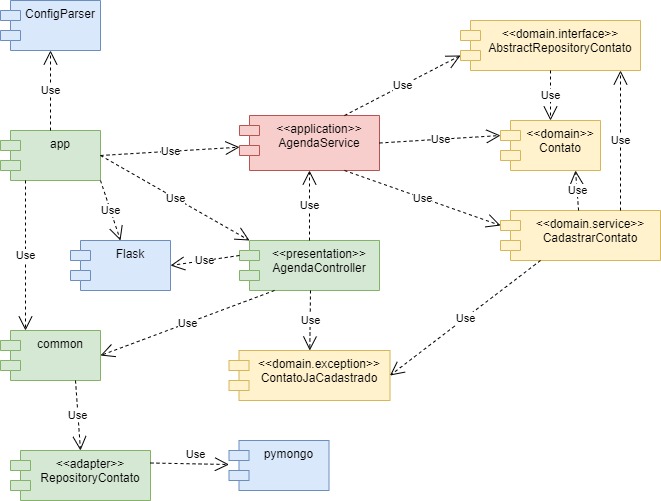 ConfigParser
<<domain.interface>>
AbstractRepositoryContato
Use
Use
Use
app
Use
<<application>>
AgendaService
Use
<<domain>>
Contato
Use
Use
Use
Use
Use
Use
Use
Use
<<domain.service>>
CadastrarContato
Flask
Use
<<presentation>>
AgendaController
Use
Use
Use
Use
common
<<domain.exception>>
ContatoJaCadastrado
Use
<<adapter>>
RepositoryContato
Use
pymongo